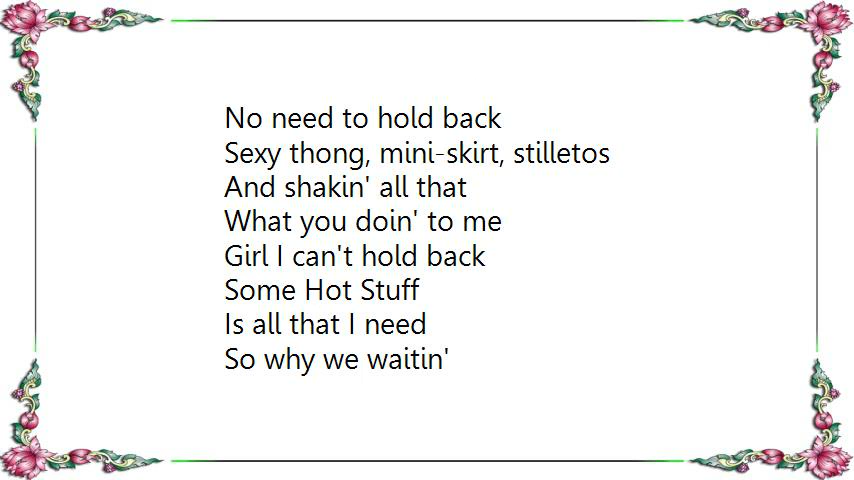 No need to hold back
Sexy thong, mini-skirt, stilletos
And shakin' all that
What you doin' to me
Girl I can't hold back
Some Hot Stuff
Is all that I need
So why we waitin'